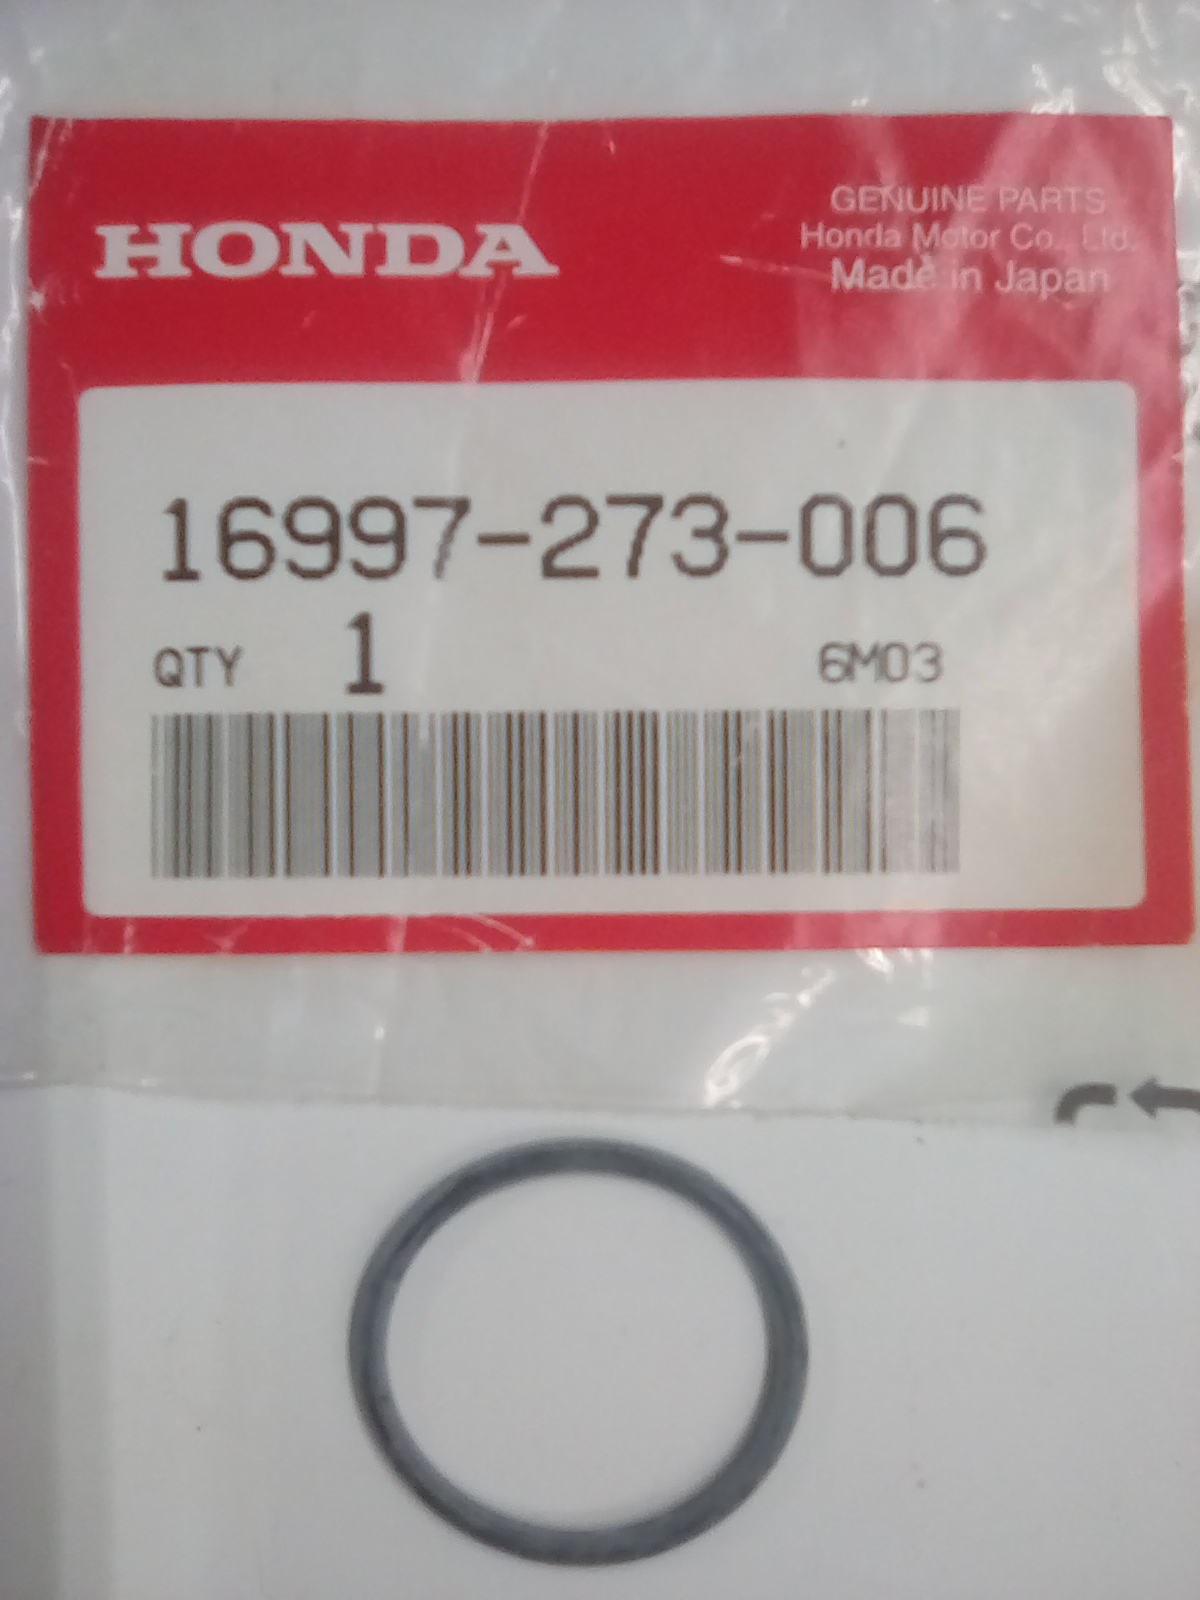 HONDA
GENUINE PARTS
Honda Motor Co., Ltd.
Made in Japan
16997-273-006
QTY 1 6M03